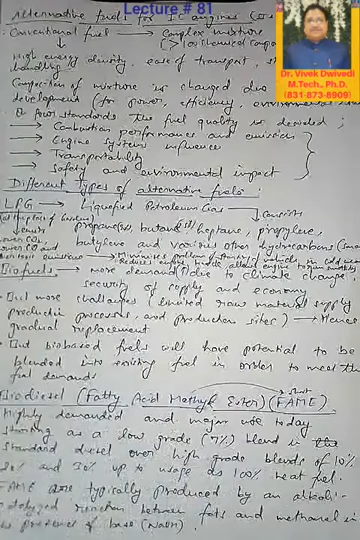 Lecture # 81
Alternative fuels for IC engines
Conventional fuel → Complex mixture
(>100 chemical
High energy density, ease of transport,
handling
Composition of mixture is changed due
development (for power, efficiency,
standards the fuel quality is decided;
→ Combustion performance and emission
→ Engine system influence
→ Transportability
→ Safety and environmental impact
Different Types of alternative fuels:
LPG → Liquefied Petroleum Gas
→ Consists
(at the place of
propane butane heptane, propylene,
butylene and various other hydrocarbons
Biofuels → more demand due to climate change,
security of supply and economy
• But more challenges (limited raw material supply
production processes, and production sites) → Hence
gradual replacement
• But biobased fuels will have potential to be
blended into existing fuel in order to meet the
fuel demands
Biodiesel (Fatty Acid Methyl Ester) (FAME)
Highly demanded and major use today
as a low grade (7%) blend in
standard diesel over high grade blends of 10%
and 30% up to usage as 100% neat fuel.
FAME are typically produced by an alkali-
catalyzed reaction between fats and methanol in
the presence of base (NaOH).
Dr. Vivek Dwivedi
M.Tech., Ph.D.
(831-873-8909)